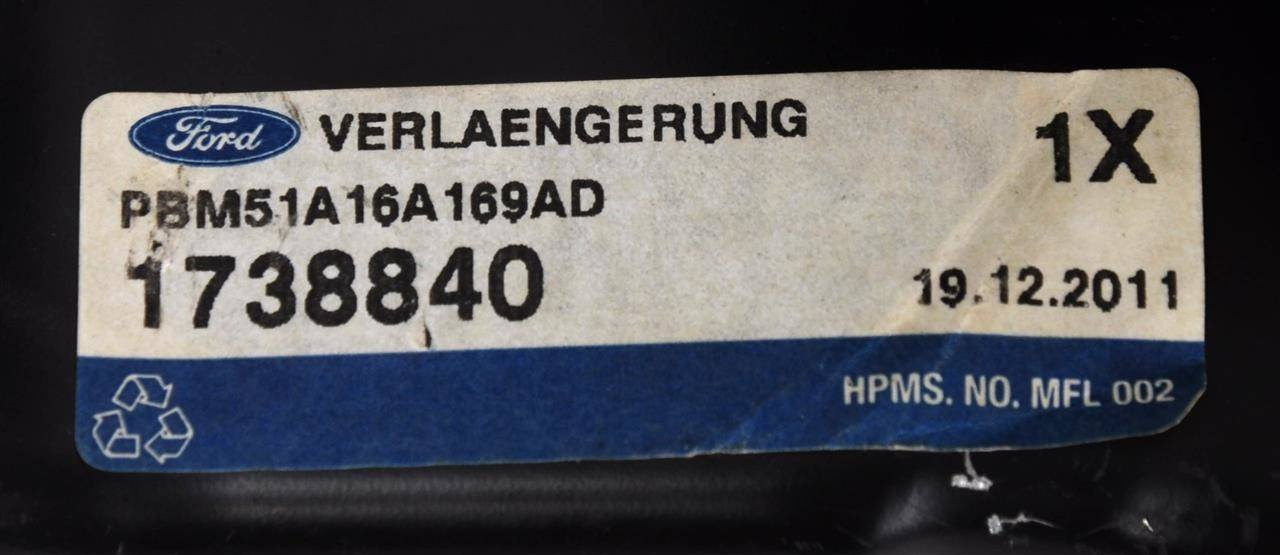 Ford VERLAENGERUNG 1X
PBM51A16A169AD
1738840
19.12.2011
HPMS. NO. MFL 002